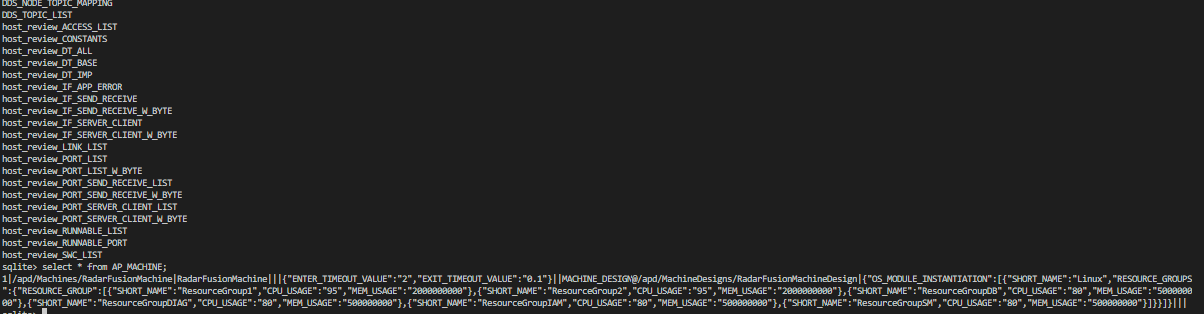 DDS_NODE_TOPIC_MAPPING
DDS_TOPIC_LIST
host_review_ACCESS_LIST
host_review_CONSTANTS
host_review_DT_ALL
host_review_DT_BASE
host_review_DT_IMP
host_review_IF_APP_ERROR
host_review_IF_SEND_RECEIVE
host_review_IF_SEND_RECEIVE_W_BYTE
host_review_IF_SERVER_CLIENT
host_review_IF_SERVER_CLIENT_W_BYTE
host_review_LINK_LIST
host_review_PORT_LIST
host_review_PORT_LIST_W_BYTE
host_review_PORT_SEND_RECEIVE_LIST
host_review_PORT_SEND_RECEIVE_W_BYTE
host_review_PORT_SERVER_CLIENT_LIST
host_review_PORT_SERVER_CLIENT_W_BYTE
host_review_RUNNABLE_LIST
host_review_RUNNABLE_PORT
host_review_SWC_LIST
sqlite> select * from AP_MACHINE;
1|/apd/Machines/RadarFusionMachine|RadarFusionMachine|||{"ENTER_TIMEOUT_VALUE":"2","EXIT_TIMEOUT_VALUE":"0.1"}||MACHINE_DESIGN@/apd/MachineDesigns/RadarFusionMachineDesign|{"OS_MODULE_INSTANTIATION":[{"SHORT_NAME":"Linux","RESOURCE_GROUPS
":{"RESOURCE_GROUP":[{"SHORT_NAME":"ResourceGroup1","CPU_USAGE":"95","MEM_USAGE":"2000000000"},{"SHORT_NAME":"ResourceGroup2","CPU_USAGE":"95","MEM_USAGE":"2000000000"},{"SHORT_NAME":"ResourceGroupDB","CPU_USAGE":"80","MEM_USAGE":"5000000
00"},{"SHORT_NAME":"ResourceGroupDIAG","CPU_USAGE":"80","MEM_USAGE":"500000000"},{"SHORT_NAME":"ResourceGroupIAM","CPU_USAGE":"80","MEM_USAGE":"500000000"},{"SHORT_NAME":"ResourceGroupSM","CPU_USAGE":"80","MEM_USAGE":"500000000"}]}}]}|||
sqlite>